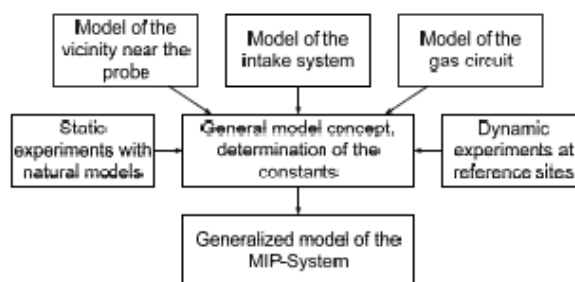 Model of the
vicinity near the
probe
Model of the
intake system
Model of the
gas circuit
Static
experiments with
natural models
General model concept,
determination of the
constants
Dynamic
experiments at
reference sites
Generalized model of the
MIP-System